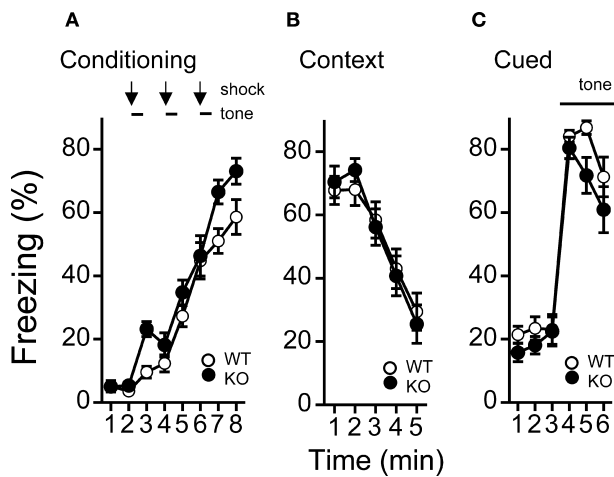 A
Conditioning
shock
tone
Freezing (%)
80
60
40
20
0
WT
KO
1 2 3 4 5 6 7 8
B
Context
80
60
40
20
0
WT
KO
1 2 3 4 5
Time (min)
C
Cued
tone
80
60
40
20
0
WT
KO
1 2 3 4 5 6